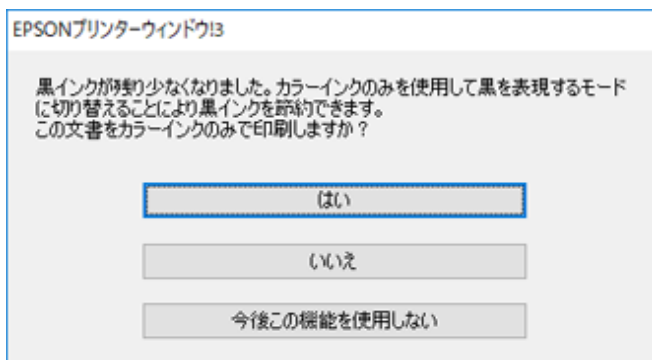 EPSONプリンターウィンドウ!3
黒インクが残り少なくなりました。カラーインクのみを使用して黒を表現するモード
に切り替えることにより黒インクを節約できます。
この文書をカラーインクのみで印刷しますか？
はい
いいえ
今後この機能を使用しない